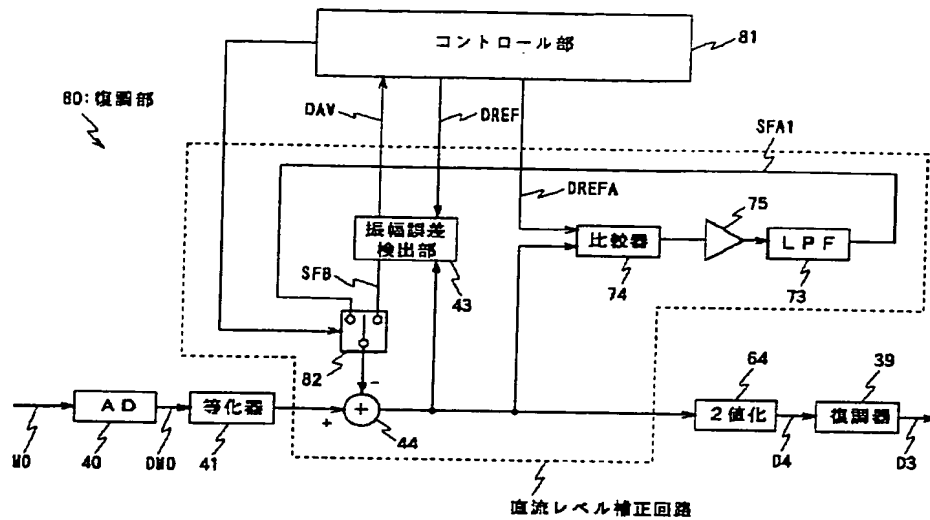 コントロール部
81
80:復調部
DAV
DREF
SFA1
DREFA
75
振幅誤差
検出部
比較器
LPF
SFB
43
74
73
82
64
39
AD
等化器
-
+
+
2値化
復調器
MO
40
DMO
41
44
D4
D3
直流レベル補正回路